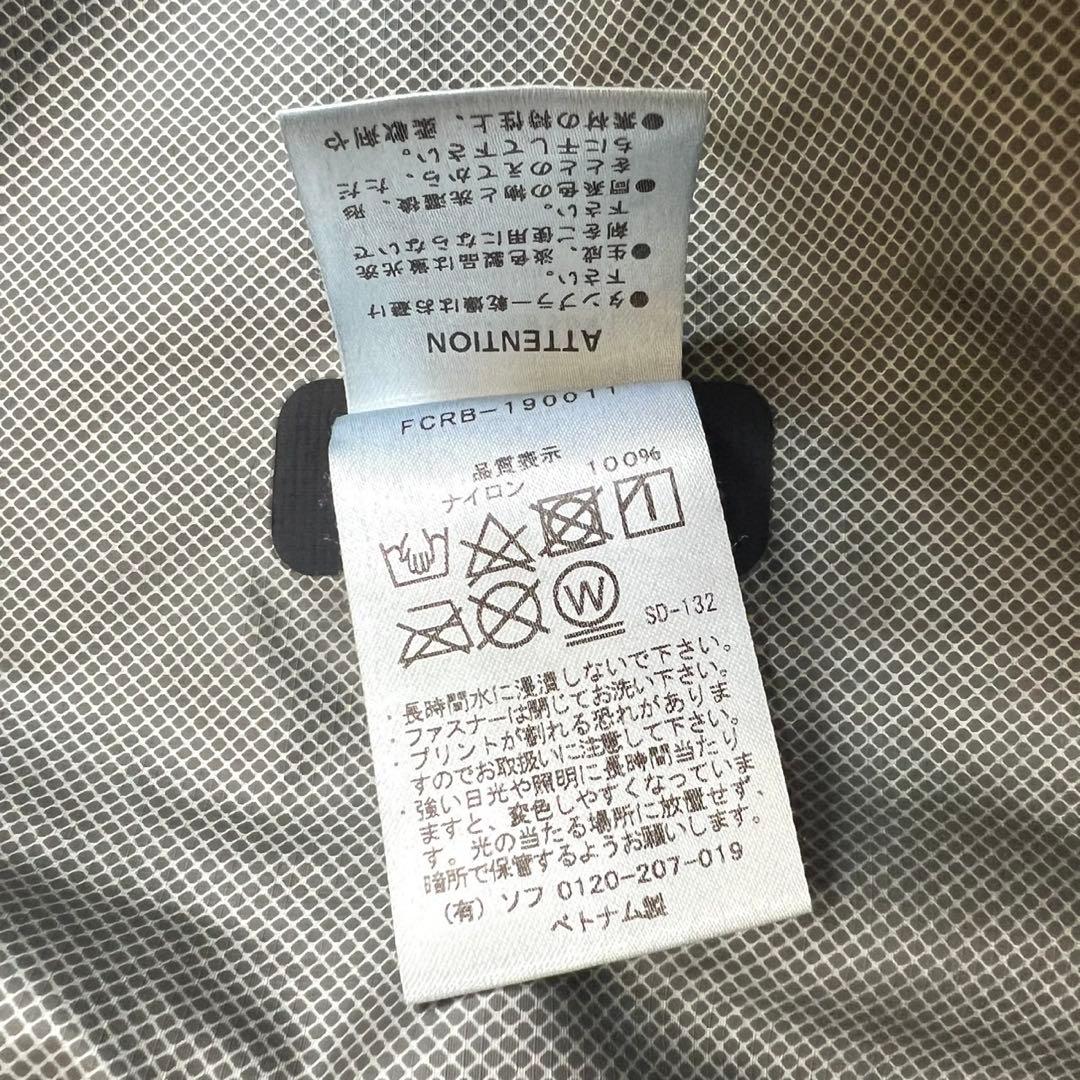 ATTENTION
●タンブラー乾燥はお避け
下さい。
●生成、淡色製品は蛍光洗
剤をご使用にならないで
下さい。
●同系色の物と洗濯後、形
をととのえてから、ただ
ちに干して下さい。
●素材の特性上、
FCRB-190011
品質表示
ナイロン 100%
W
SD-132
・長時間水に浸漬しないで下さい。
・ファスナーは閉じてお洗い下さい。
・プリントが割れる恐れがありま
すのでお取扱いに注意して下さい。
・強い日光や照明に長時間当たり
ますと、変色しやすくなっていま
す。光の当たる場所に放置せず、
暗所で保管するようお願いします。
(有) ソフ 0120-207-019
ベトナム製